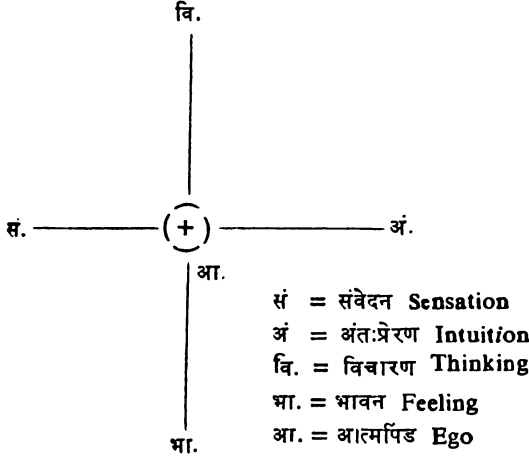 वि.
सं. (+) अं.
आ.
सं = संवेदन Sensation
अं = अंतःप्रेरण Intuition
वि. = विचारण Thinking
भा. = भावन Feeling
आ. = आत्मपिंड Ego
भा.